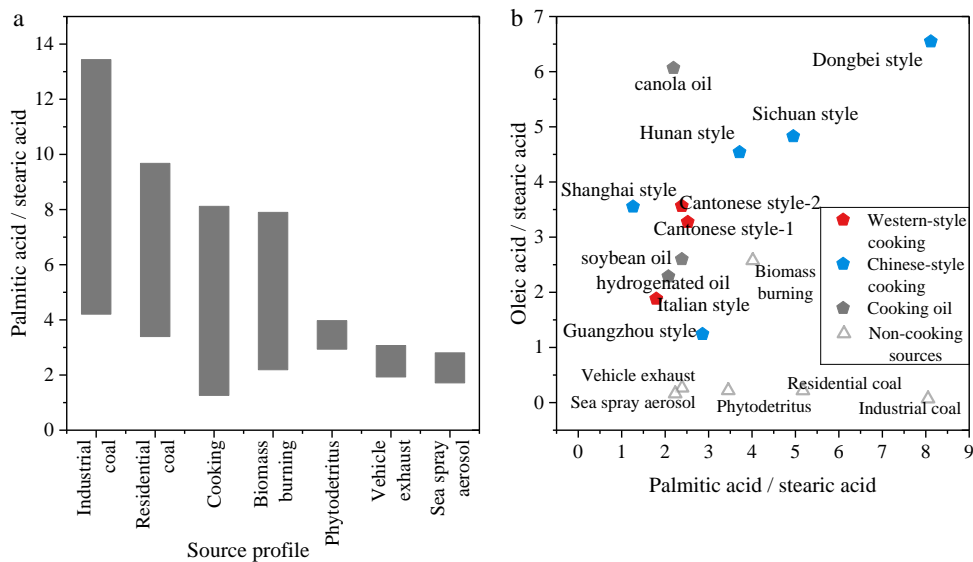 a
Palmitic acid / stearic acid
14
12
10
8
6
4
2
0
Industrial
coal
Residential
coal
Cooking
Biomass
burning
Phytodetritus
Vehicle
exhaust
Sea spray
aerosol
Source profile
b
Oleic acid / stearic acid
7
6
5
4
3
2
1
0
Dongbei style
canola oil
Sichuan style
Hunan style
Shanghai style
Cantonese style-2
Cantonese style-1
soybean oil
Biomass
burning
hydrogenated oil
Italian style
Guangzhou style
Vehicle exhaust
Sea spray aerosol
Phytodetritus
Residential coal
Industrial coal
Western-style
cooking
Chinese-style
cooking
Cooking oil
Non-cooking
sources
0 1 2 3 4 5 6 7 8 9
Palmitic acid / stearic acid